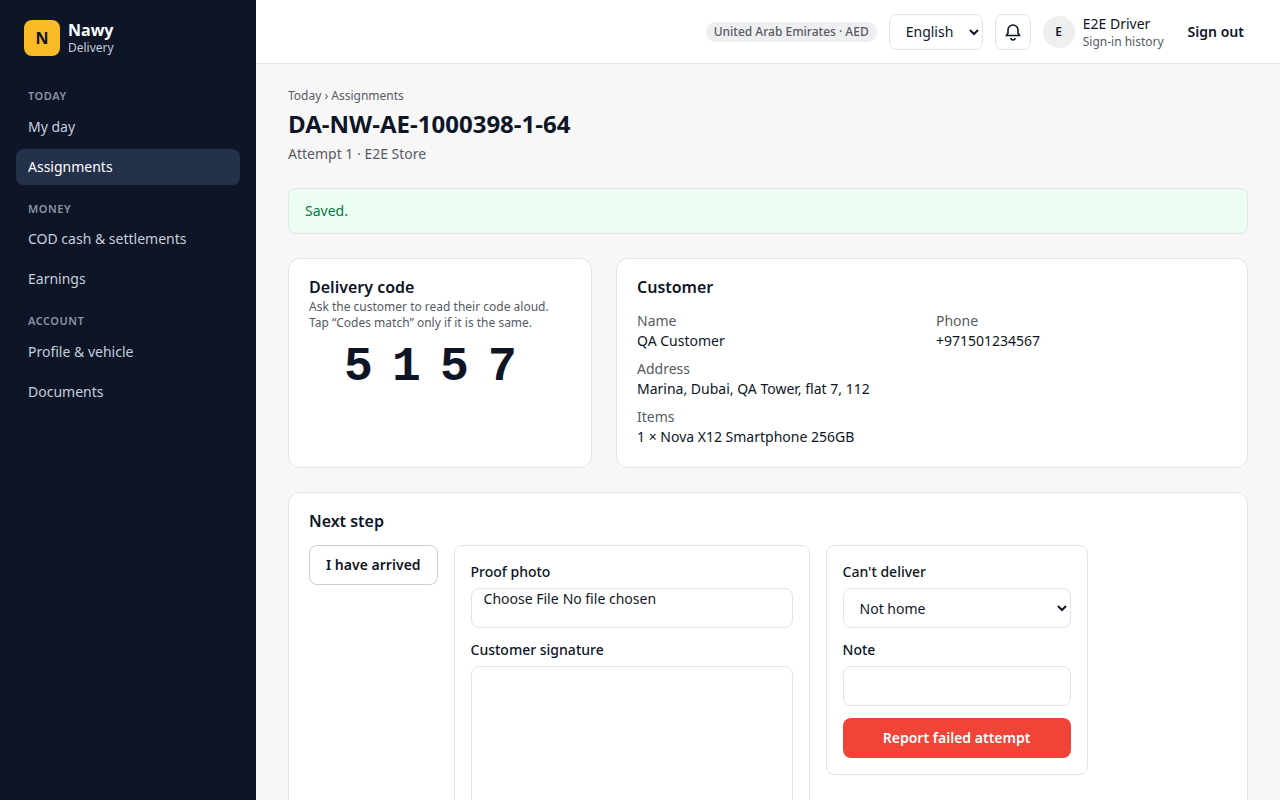 N
Nawy
Delivery
United Arab Emirates · AED
English
E
E2E Driver
Sign-in history
Sign out
TODAY
My day
Assignments
MONEY
COD cash & settlements
Earnings
ACCOUNT
Profile & vehicle
Documents
Today › Assignments
DA-NW-AE-1000398-1-64
Attempt 1 · E2E Store
Saved.
Delivery code
Ask the customer to read their code aloud.
Tap “Codes match” only if it is the same.
5157
Customer
Name
QA Customer
Phone
+971501234567
Address
Marina, Dubai, QA Tower, flat 7, 112
Items
1 × Nova X12 Smartphone 256GB
Next step
I have arrived
Proof photo
Choose File No file chosen
Customer signature
Can't deliver
Not home
Note
Report failed attempt